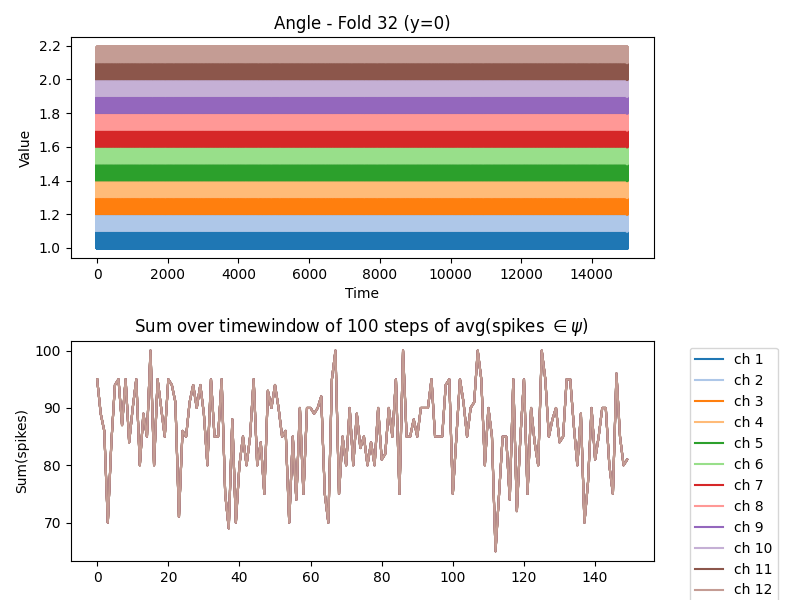 Angle - Fold 32 (y=0)
Value
2.2
2.0
1.8
1.6
1.4
1.2
1.0
0 2000 4000 6000 8000 10000 12000 14000
Time
Sum over timewindow of 100 steps of avg(spikes ∈ψ)
Sum(spikes)
100
90
80
70
0 20 40 60 80 100 120 140
ch 1
ch 2
ch 3
ch 4
ch 5
ch 6
ch 7
ch 8
ch 9
ch 10
ch 11
ch 12